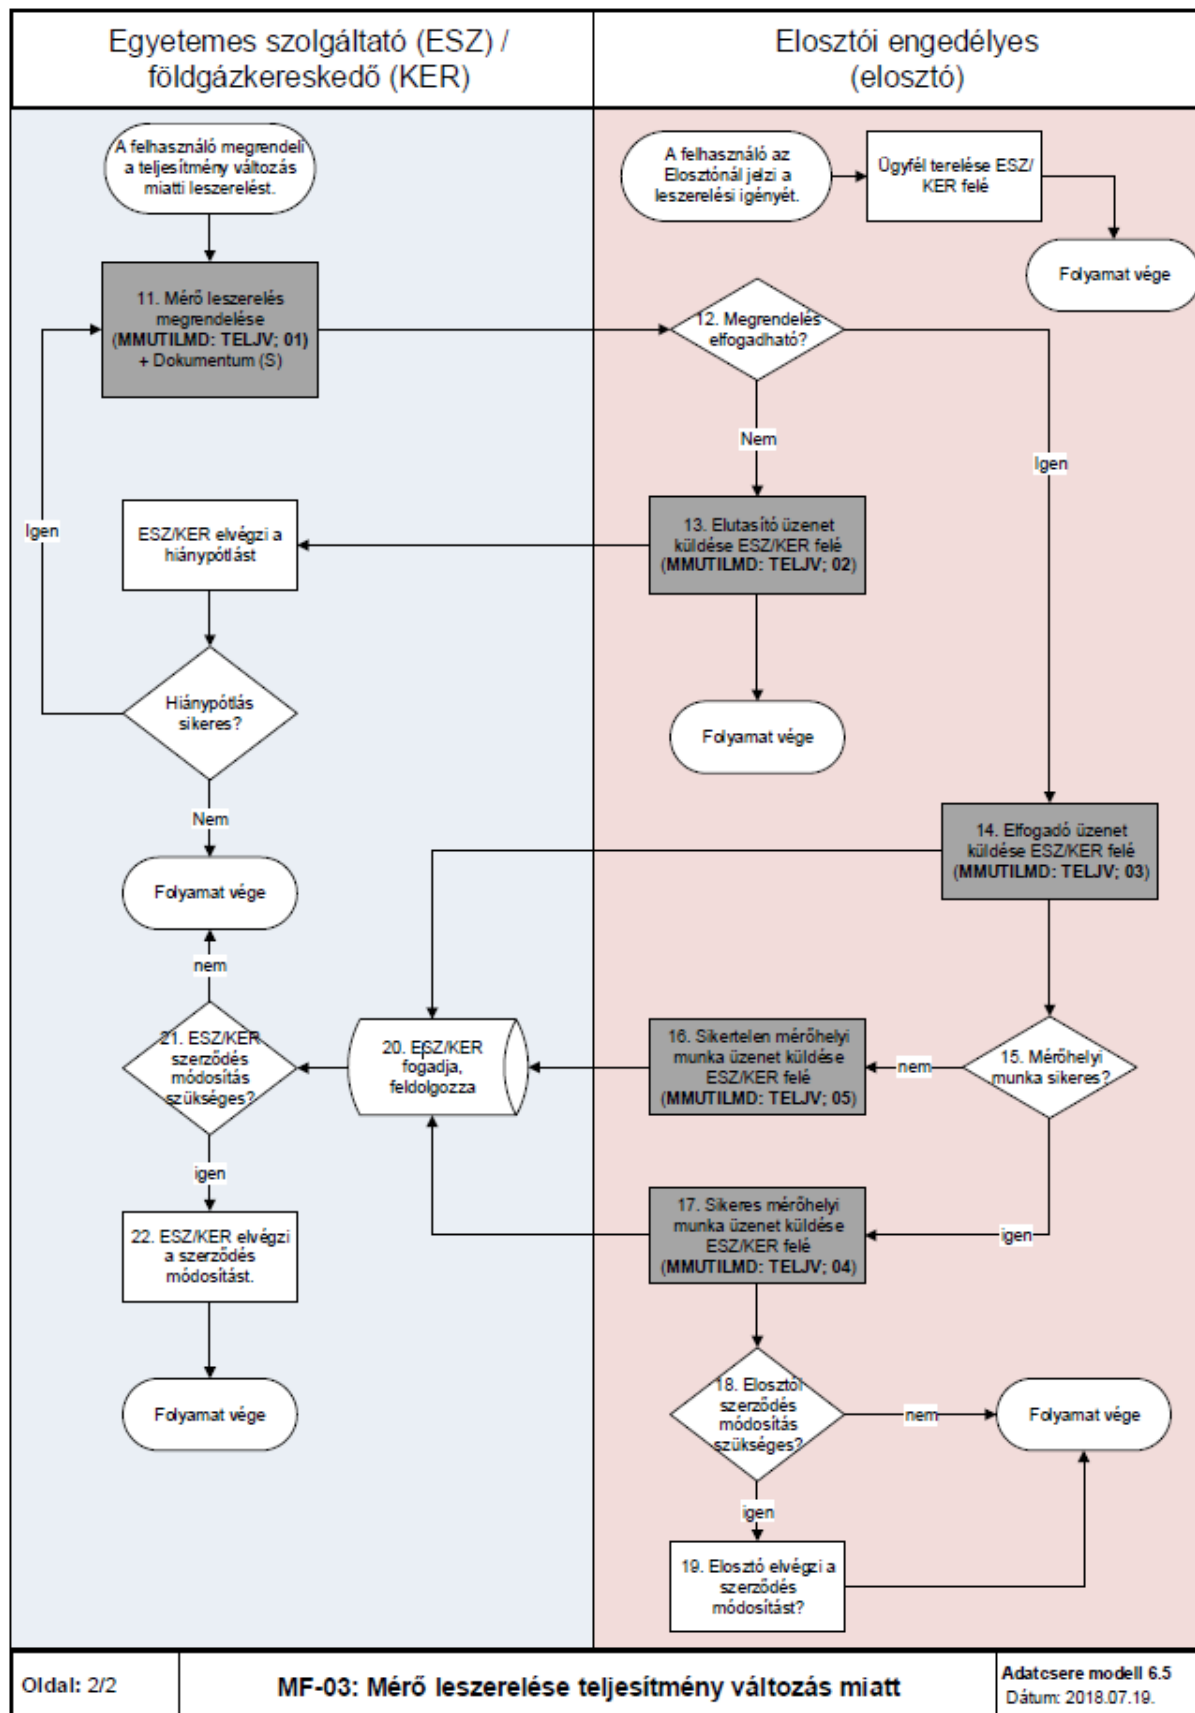 Egyetemes szolgáltató (ESZ) /
földgázkereskedő (KER)
Elosztói engedélyes
(elosztó)
A felhasználó megrendeli
a teljesítmény változás
miatti leszerelést.
A felhasználó az
Elosztónál jelzi a
leszerelési igényét.
Ügyfél terelése ESZ/
KER felé
Folyamat vége
11. Mérő leszerelés
megrendelése
(MMUTILMD: TELJV; 01)
+ Dokumentum (S)
12. Megrendelés
elfogadható?
Nem
Igen
Igen
ESZ/KER elvégzi a
hiánypótlást
13. Elutasító üzenet
küldése ESZ/KER felé
(MMUTILMD: TELJV; 02)
Hiánypótlás
sikeres?
Folyamat vége
Nem
14. Elfogadó üzenet
küldése ESZ/KER felé
(MMUTILMD: TELJV; 03)
Folyamat vége
nem
21. ESZ/KER
szerződés
módosítás
szükséges?
20. ESZ/KER
fogadja,
feldolgozza
16. Sikertelen mérőhelyi
munka üzenet küldése
ESZ/KER felé
(MMUTILMD: TELJV; 05)
nem
15. Mérőhelyi
munka sikeres?
igen
17. Sikeres mérőhelyi
munka üzenet küldése
ESZ/KER felé
(MMUTILMD: TELJV; 04)
igen
22. ESZ/KER elvégzi
a szerződés
módosítást.
18. Elosztói
szerződés
módosítás
szükséges?
nem
Folyamat vége
Folyamat vége
igen
19. Elosztó elvégzi a
szerződés
módosítást?
Oldal: 2/2
MF-03: Mérő leszerelése teljesítmény változás miatt
Adatcsere modell 6.5
Dátum: 2018.07.19.